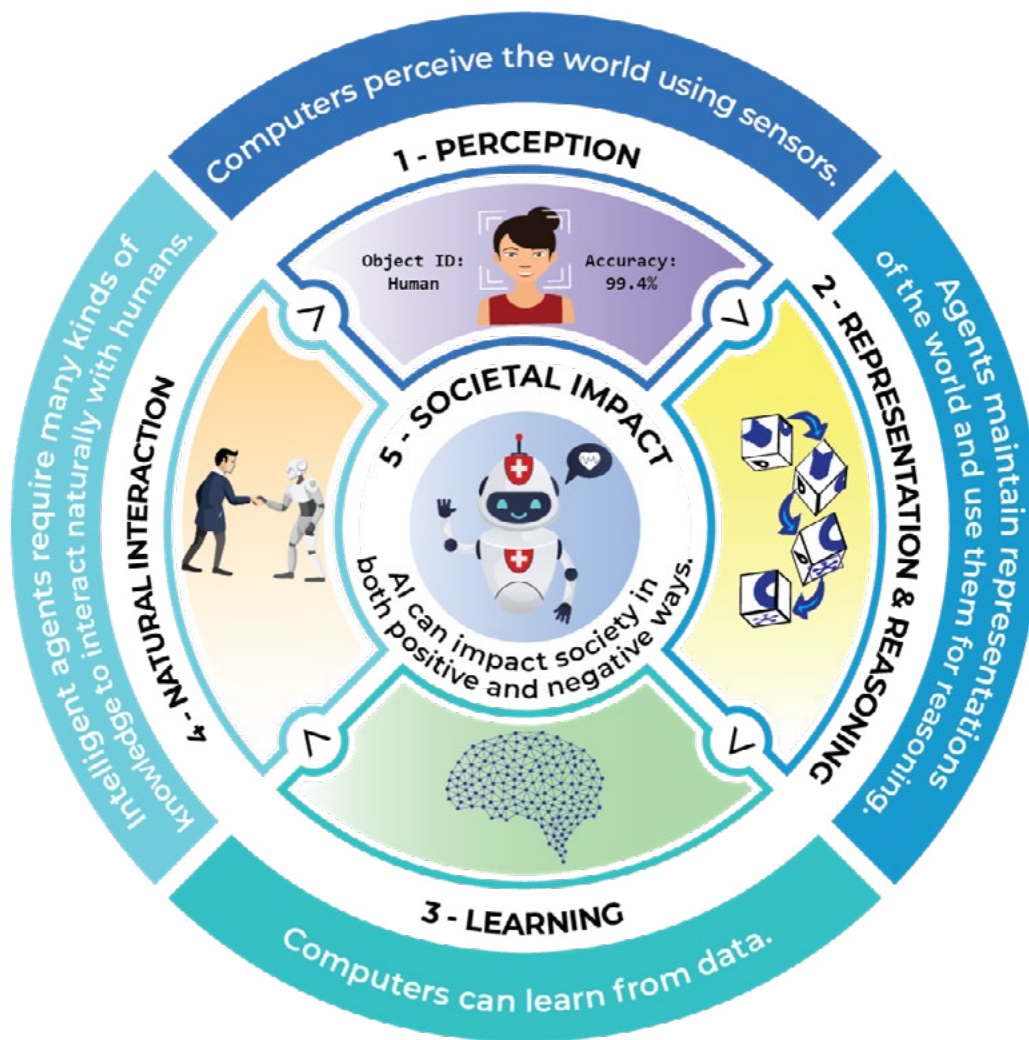 Computers perceive the world using sensors.
1 - PERCEPTION
Object ID:
Human
Accuracy:
99.4%
Agents maintain representations
of the world and use them for reasoning.
2 - REPRESENTATION & REASONING
Computers can learn from data.
3 - LEARNING
Intelligent agents require many kinds of
knowledge to interact naturally with humans.
4 - NATURAL INTERACTION
5 - SOCIETAL IMPACT
AI can impact society in
both positive and negative ways.